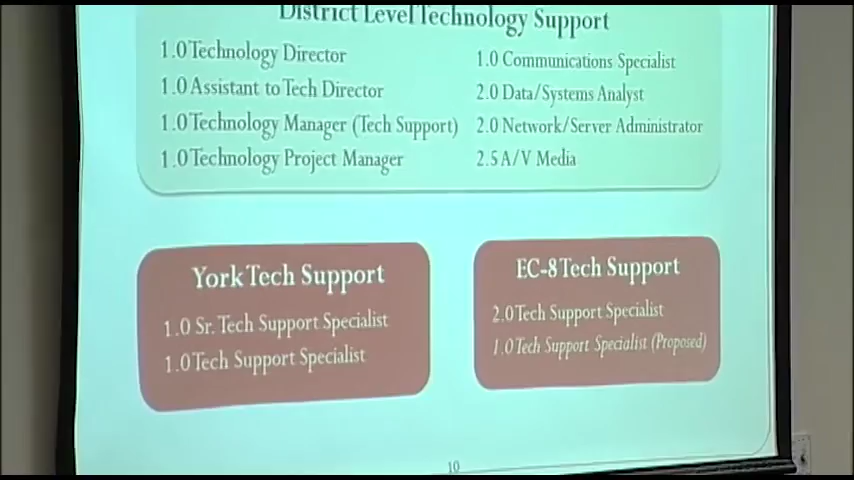 District Level Technology Support
1.0 Technology Director
1.0 Assistant to Tech Director
1.0 Technology Manager (Tech Support)
1.0 Technology Project Manager
1.0 Communications Specialist
2.0 Data/Systems Analyst
2.0 Network/Server Administrator
2.5 A/V Media
York Tech Support
1.0 Sr. Tech Support Specialist
1.0 Tech Support Specialist
EC-8 Tech Support
2.0 Tech Support Specialist
1.0 Tech Support Specialist (Proposed)
10